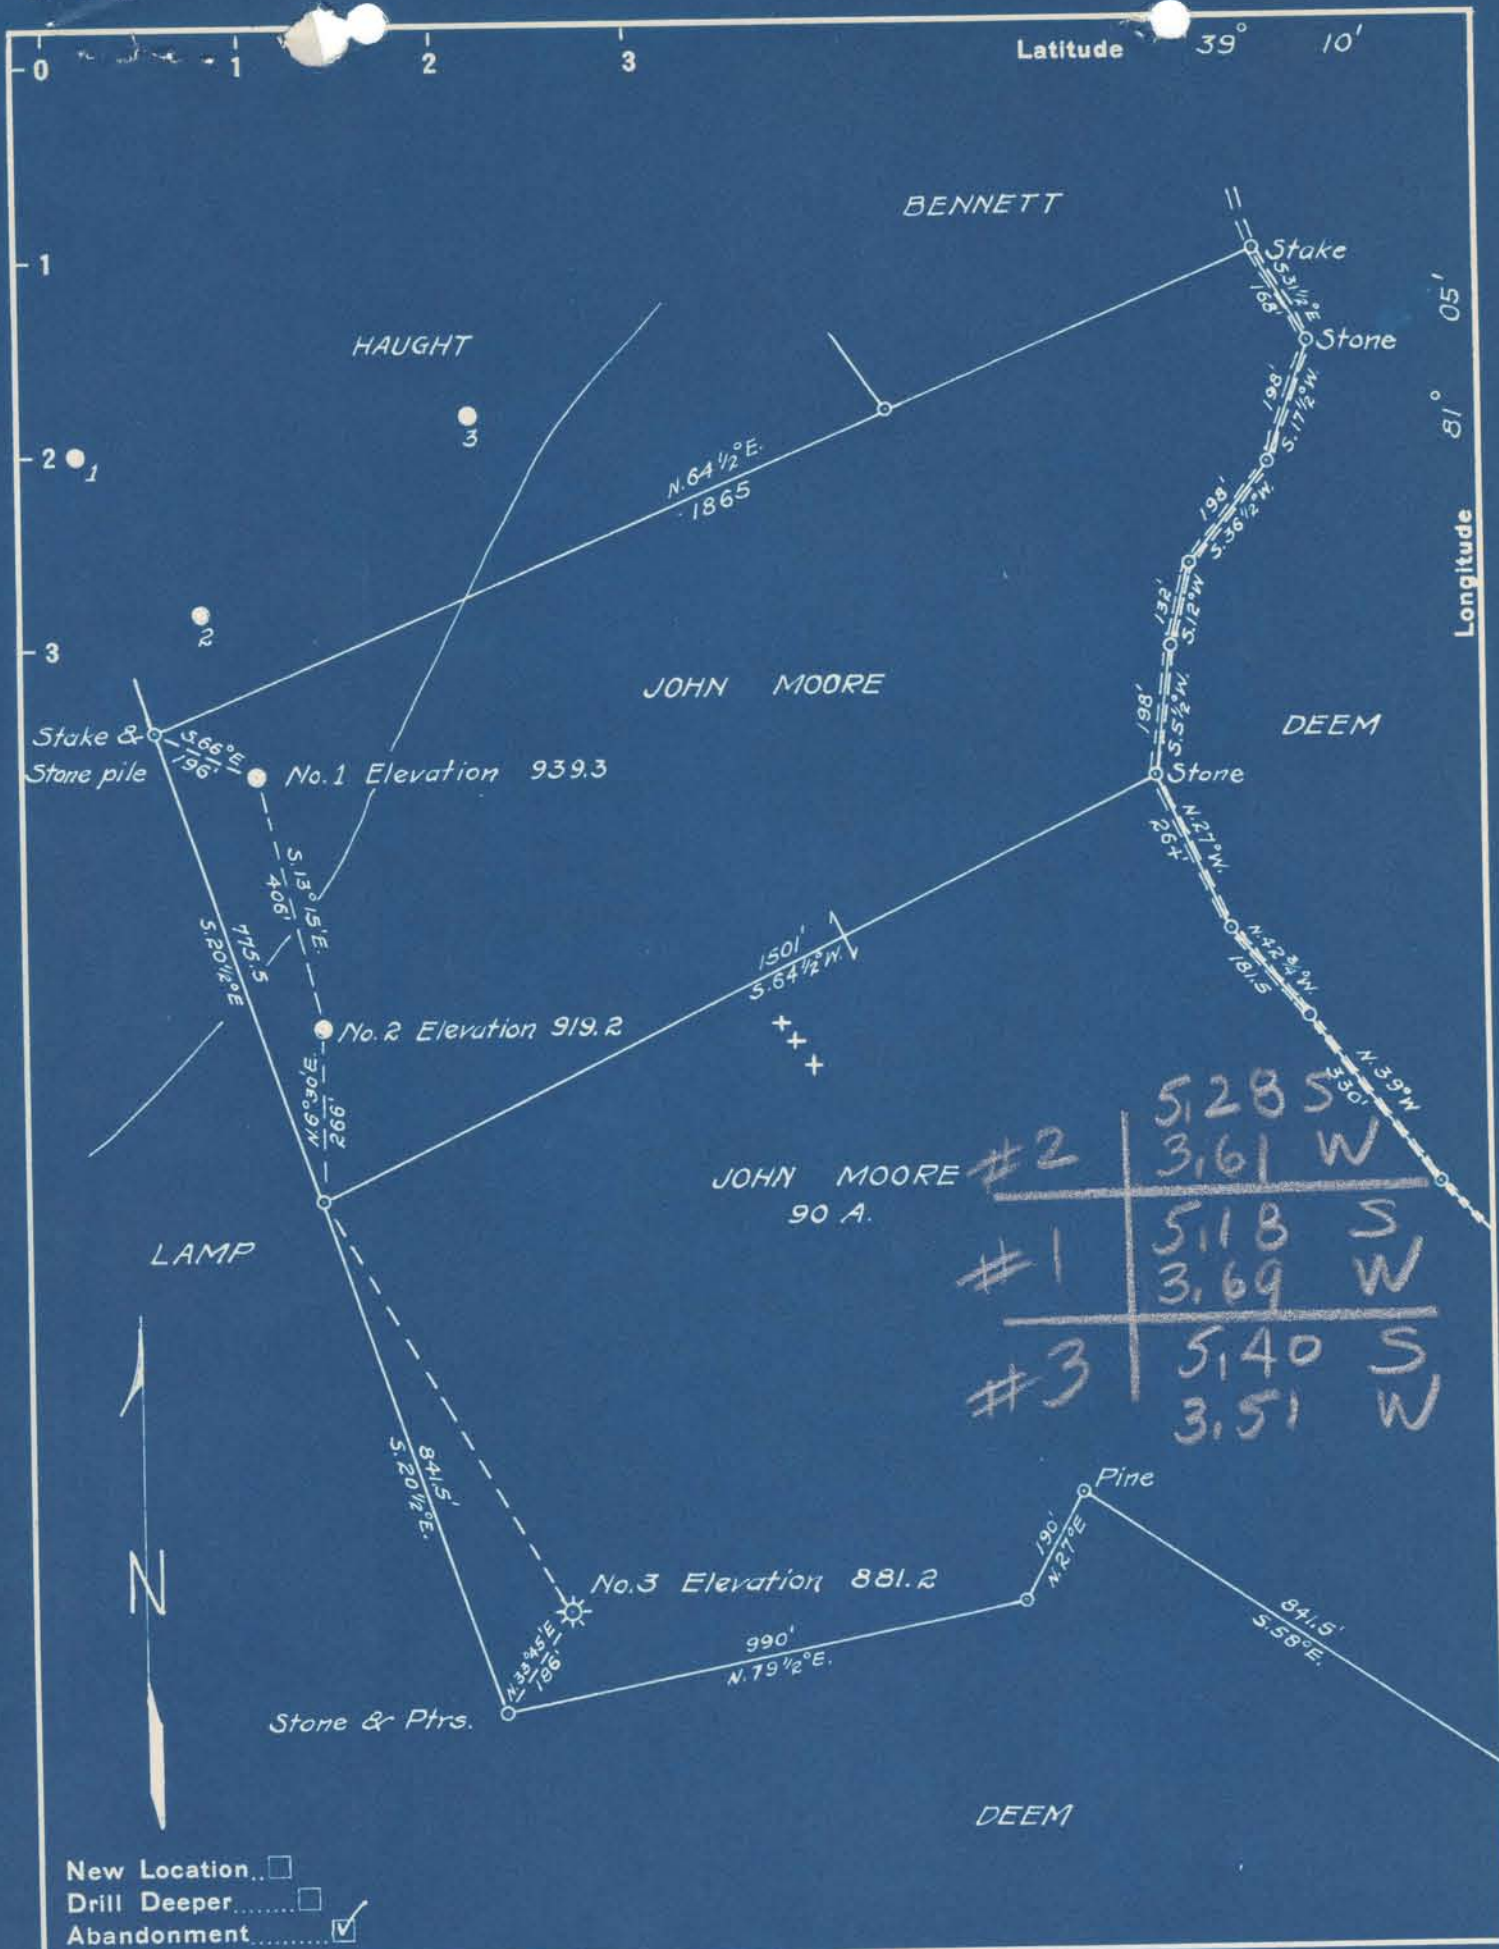 0 1 2 3 Latitude 39° 10'
BENNETT
1
Stake
S.31½°E
168'
05'
81°
Longitude
HAUGHT
Stone
3
198'
S.17½°W.
2
1
N.64½°E.
1865
198'
S.36½°W.
2
132'
S.12°W
3
JOHN MOORE
198'
S.5½°W.
DEEM
Stake &
Stone pile
S.66°E
196'
No.1 Elevation 939.3
Stone
N.27°W.
264'
S.13°15'E.
406'
775.5
S.20½°E
1501'
S.64½°W.
N.42¾°W.
181.5
No.2 Elevation 919.2
N.39°W
330'
266'
JOHN MOORE
90 A.
#2 5.28 S
3.61 W
#1 5.18 S
3.69 W
#3 5.40 S
3.51 W
LAMP
841.5'
S.20½°E.
N
Pine
190'
N.27°E
No.3 Elevation 881.2
N.33°45'E
186'
990'
N.79½°E.
841.5'
S.58°E.
Stone & Ptrs.
DEEM
New Location..
Drill Deeper.......
Abandonment..........